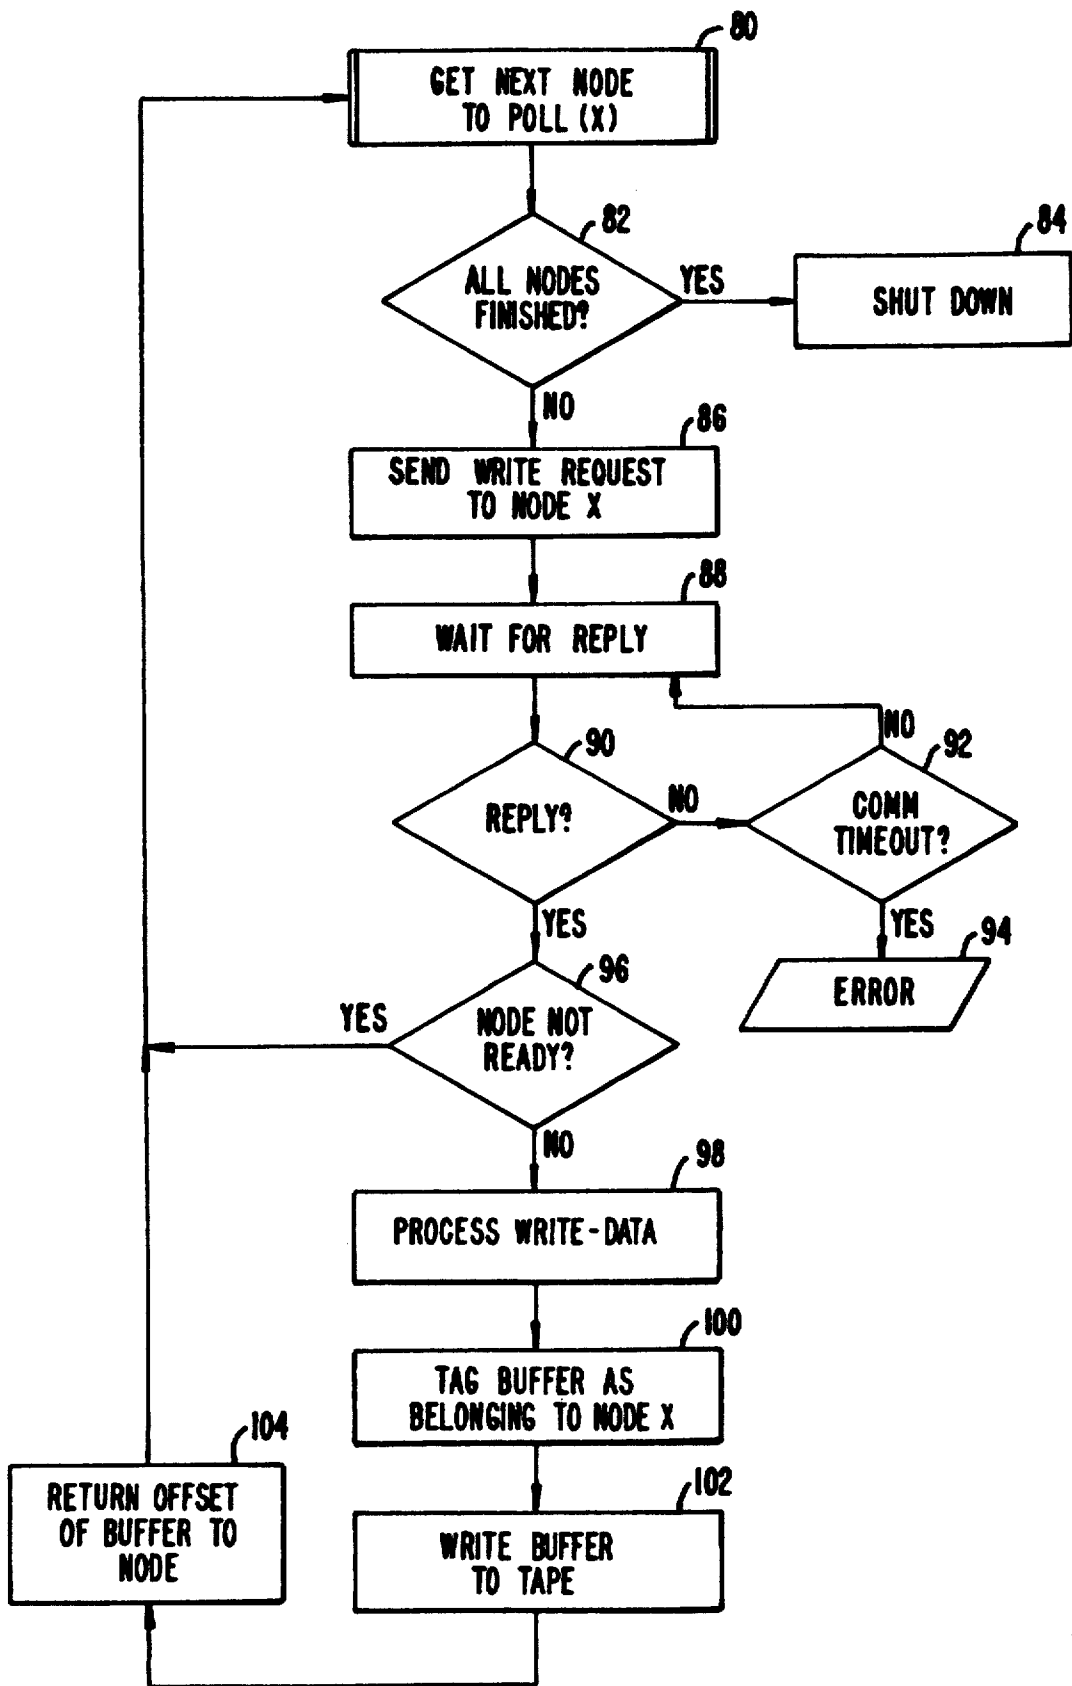 80
GET NEXT NODE
TO POLL (X)
82
ALL NODES
FINISHED?
YES
84
SHUT DOWN
NO
86
SEND WRITE REQUEST
TO NODE X
88
WAIT FOR REPLY
90
REPLY?
NO
NO
92
COMM
TIMEOUT?
YES
94
ERROR
YES
96
NODE NOT
READY?
YES
NO
98
PROCESS WRITE-DATA
100
TAG BUFFER AS
BELONGING TO NODE X
102
WRITE BUFFER
TO TAPE
104
RETURN OFFSET
OF BUFFER TO
NODE